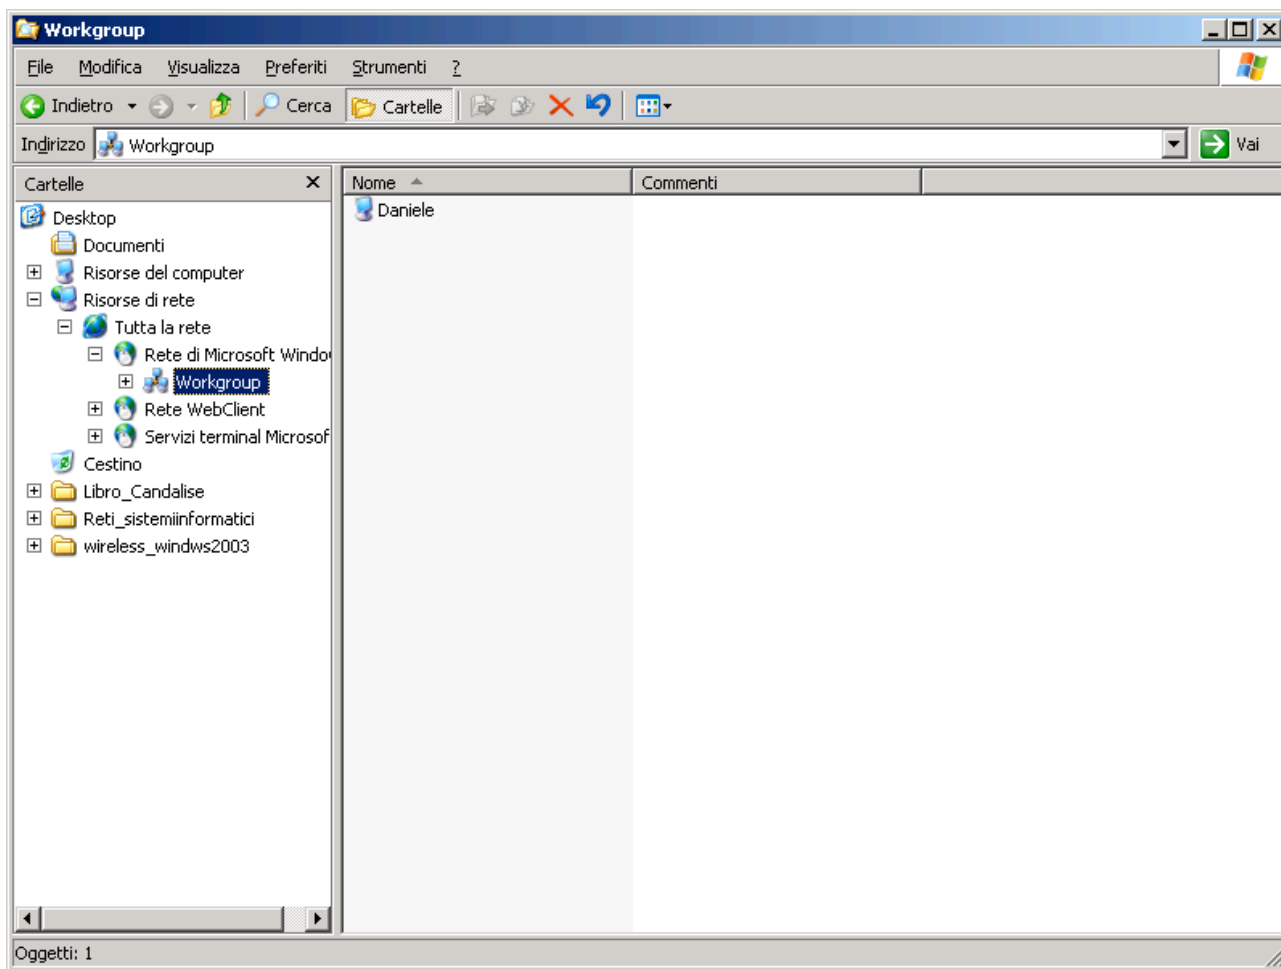 Workgroup
File Modifica Visualizza Preferiti Strumenti ?
Indietro Cerca Cartelle
Indirizzo Workgroup Vai
Cartelle
Nome Commenti
Desktop
Documenti
Risorse del computer
Risorse di rete
Tutta la rete
Rete di Microsoft Windo
Workgroup
Rete WebClient
Servizi terminal Microsof
Cestino
Libro_Candalise
Reti_sistemiinformatici
wireless_windws2003
Daniele
Oggetti: 1